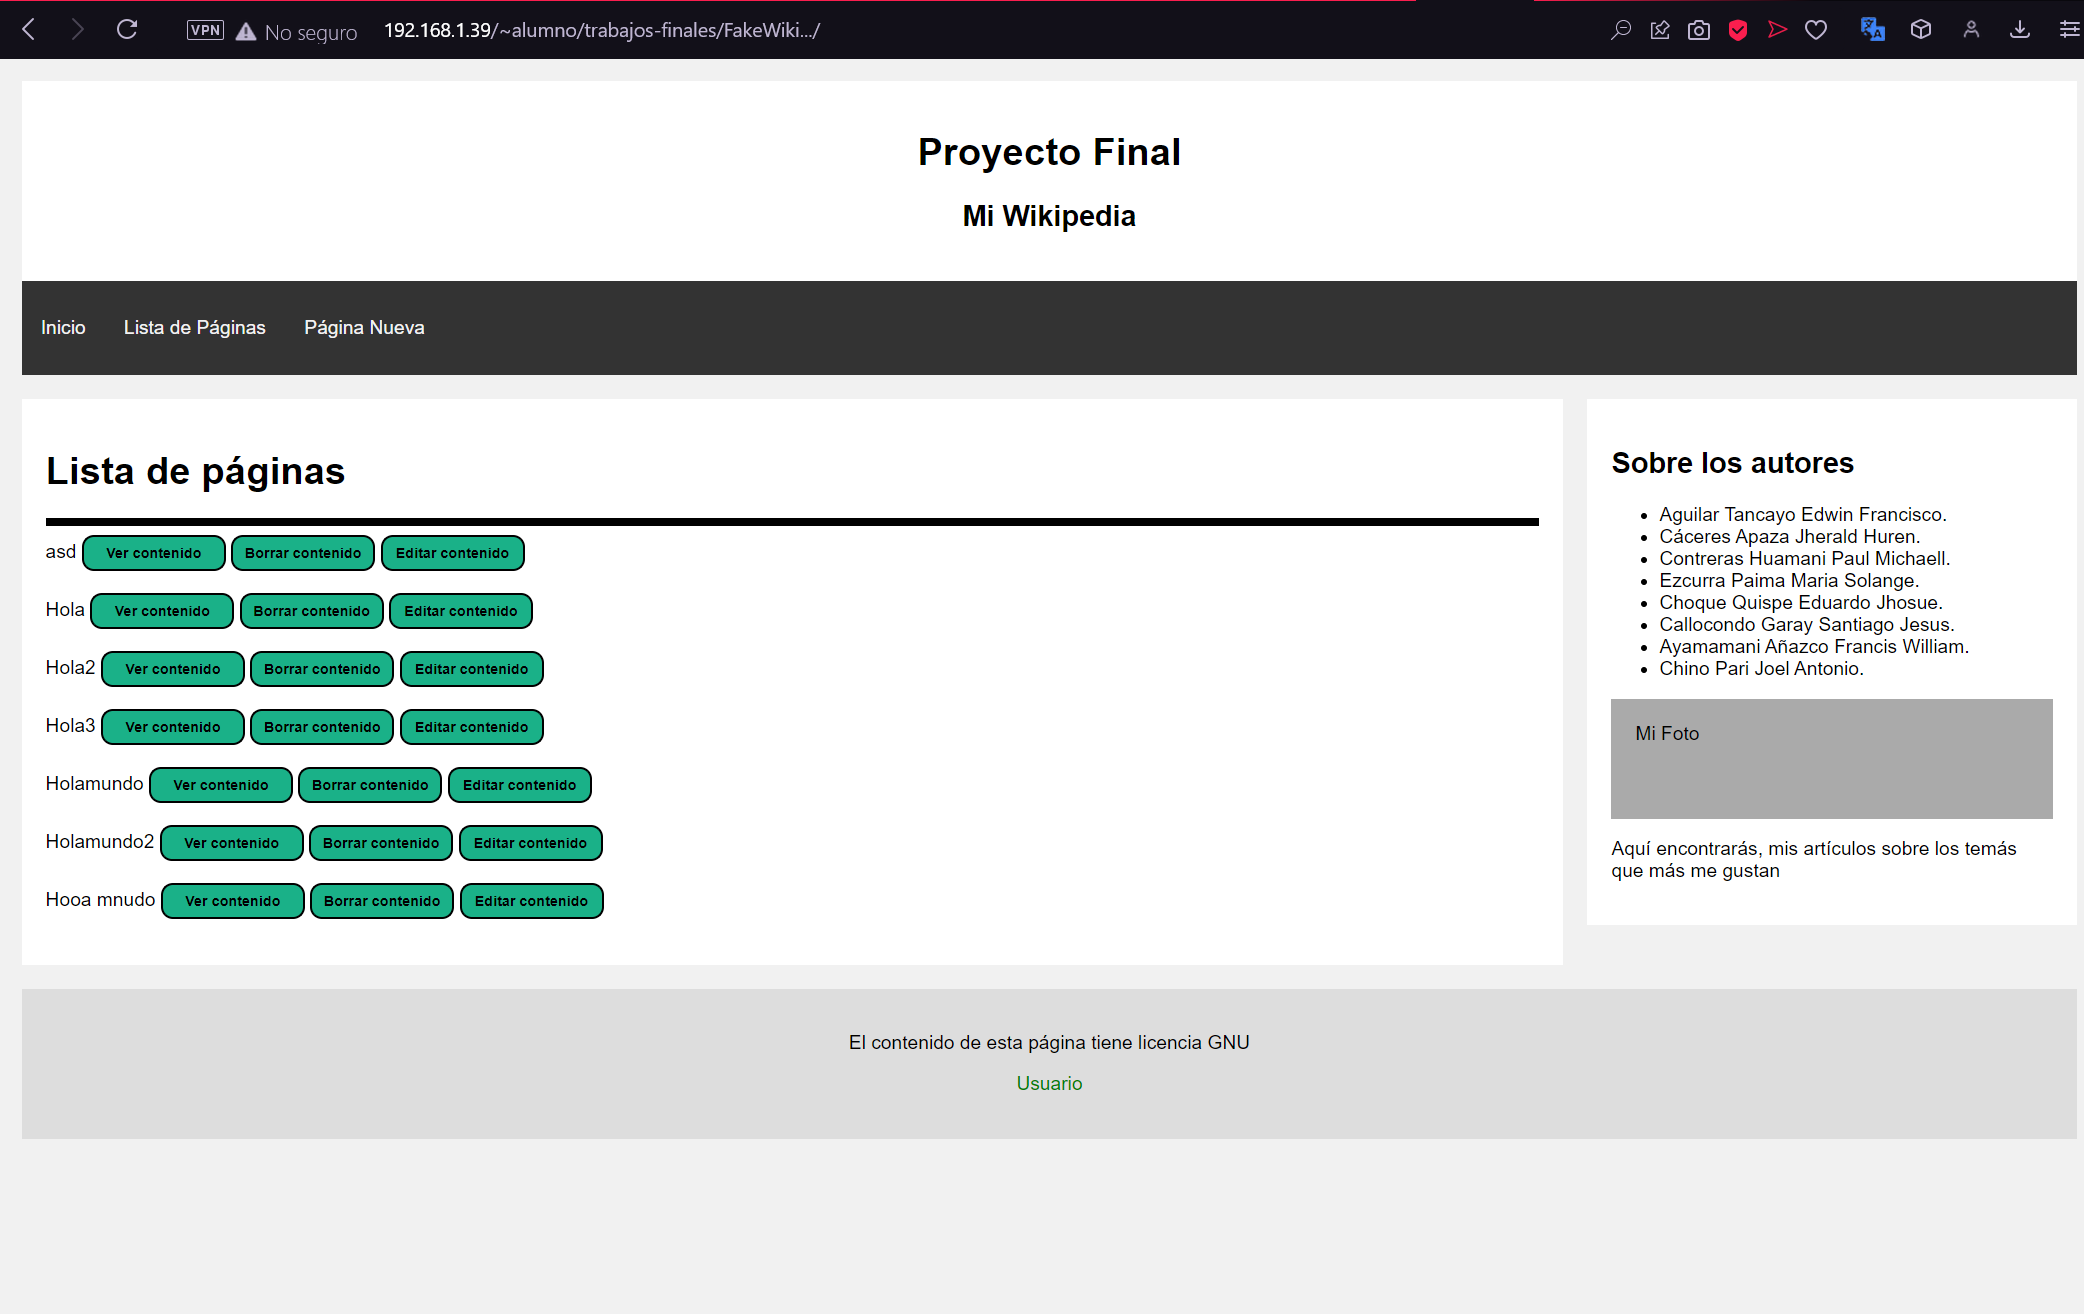 VPN No seguro 192.168.1.39/~alumno/trabajos-finales/FakeWiki.../
Proyecto Final
Mi Wikipedia
Inicio Lista de Páginas Página Nueva
Lista de páginas
asd Ver contenido Borrar contenido Editar contenido
Hola Ver contenido Borrar contenido Editar contenido
Hola2 Ver contenido Borrar contenido Editar contenido
Hola3 Ver contenido Borrar contenido Editar contenido
Holamundo Ver contenido Borrar contenido Editar contenido
Holamundo2 Ver contenido Borrar contenido Editar contenido
Hooa mnudo Ver contenido Borrar contenido Editar contenido
Sobre los autores
Aguilar Tancayo Edwin Francisco.
Cáceres Apaza Jherald Huren.
Contreras Huamani Paul Michaell.
Ezcurra Paima Maria Solange.
Choque Quispe Eduardo Jhosue.
Callocondo Garay Santiago Jesus.
Ayamamani Añazco Francis William.
Chino Pari Joel Antonio.
Mi Foto
Aquí encontrarás, mis artículos sobre los temás
que más me gustan
El contenido de esta página tiene licencia GNU
Usuario